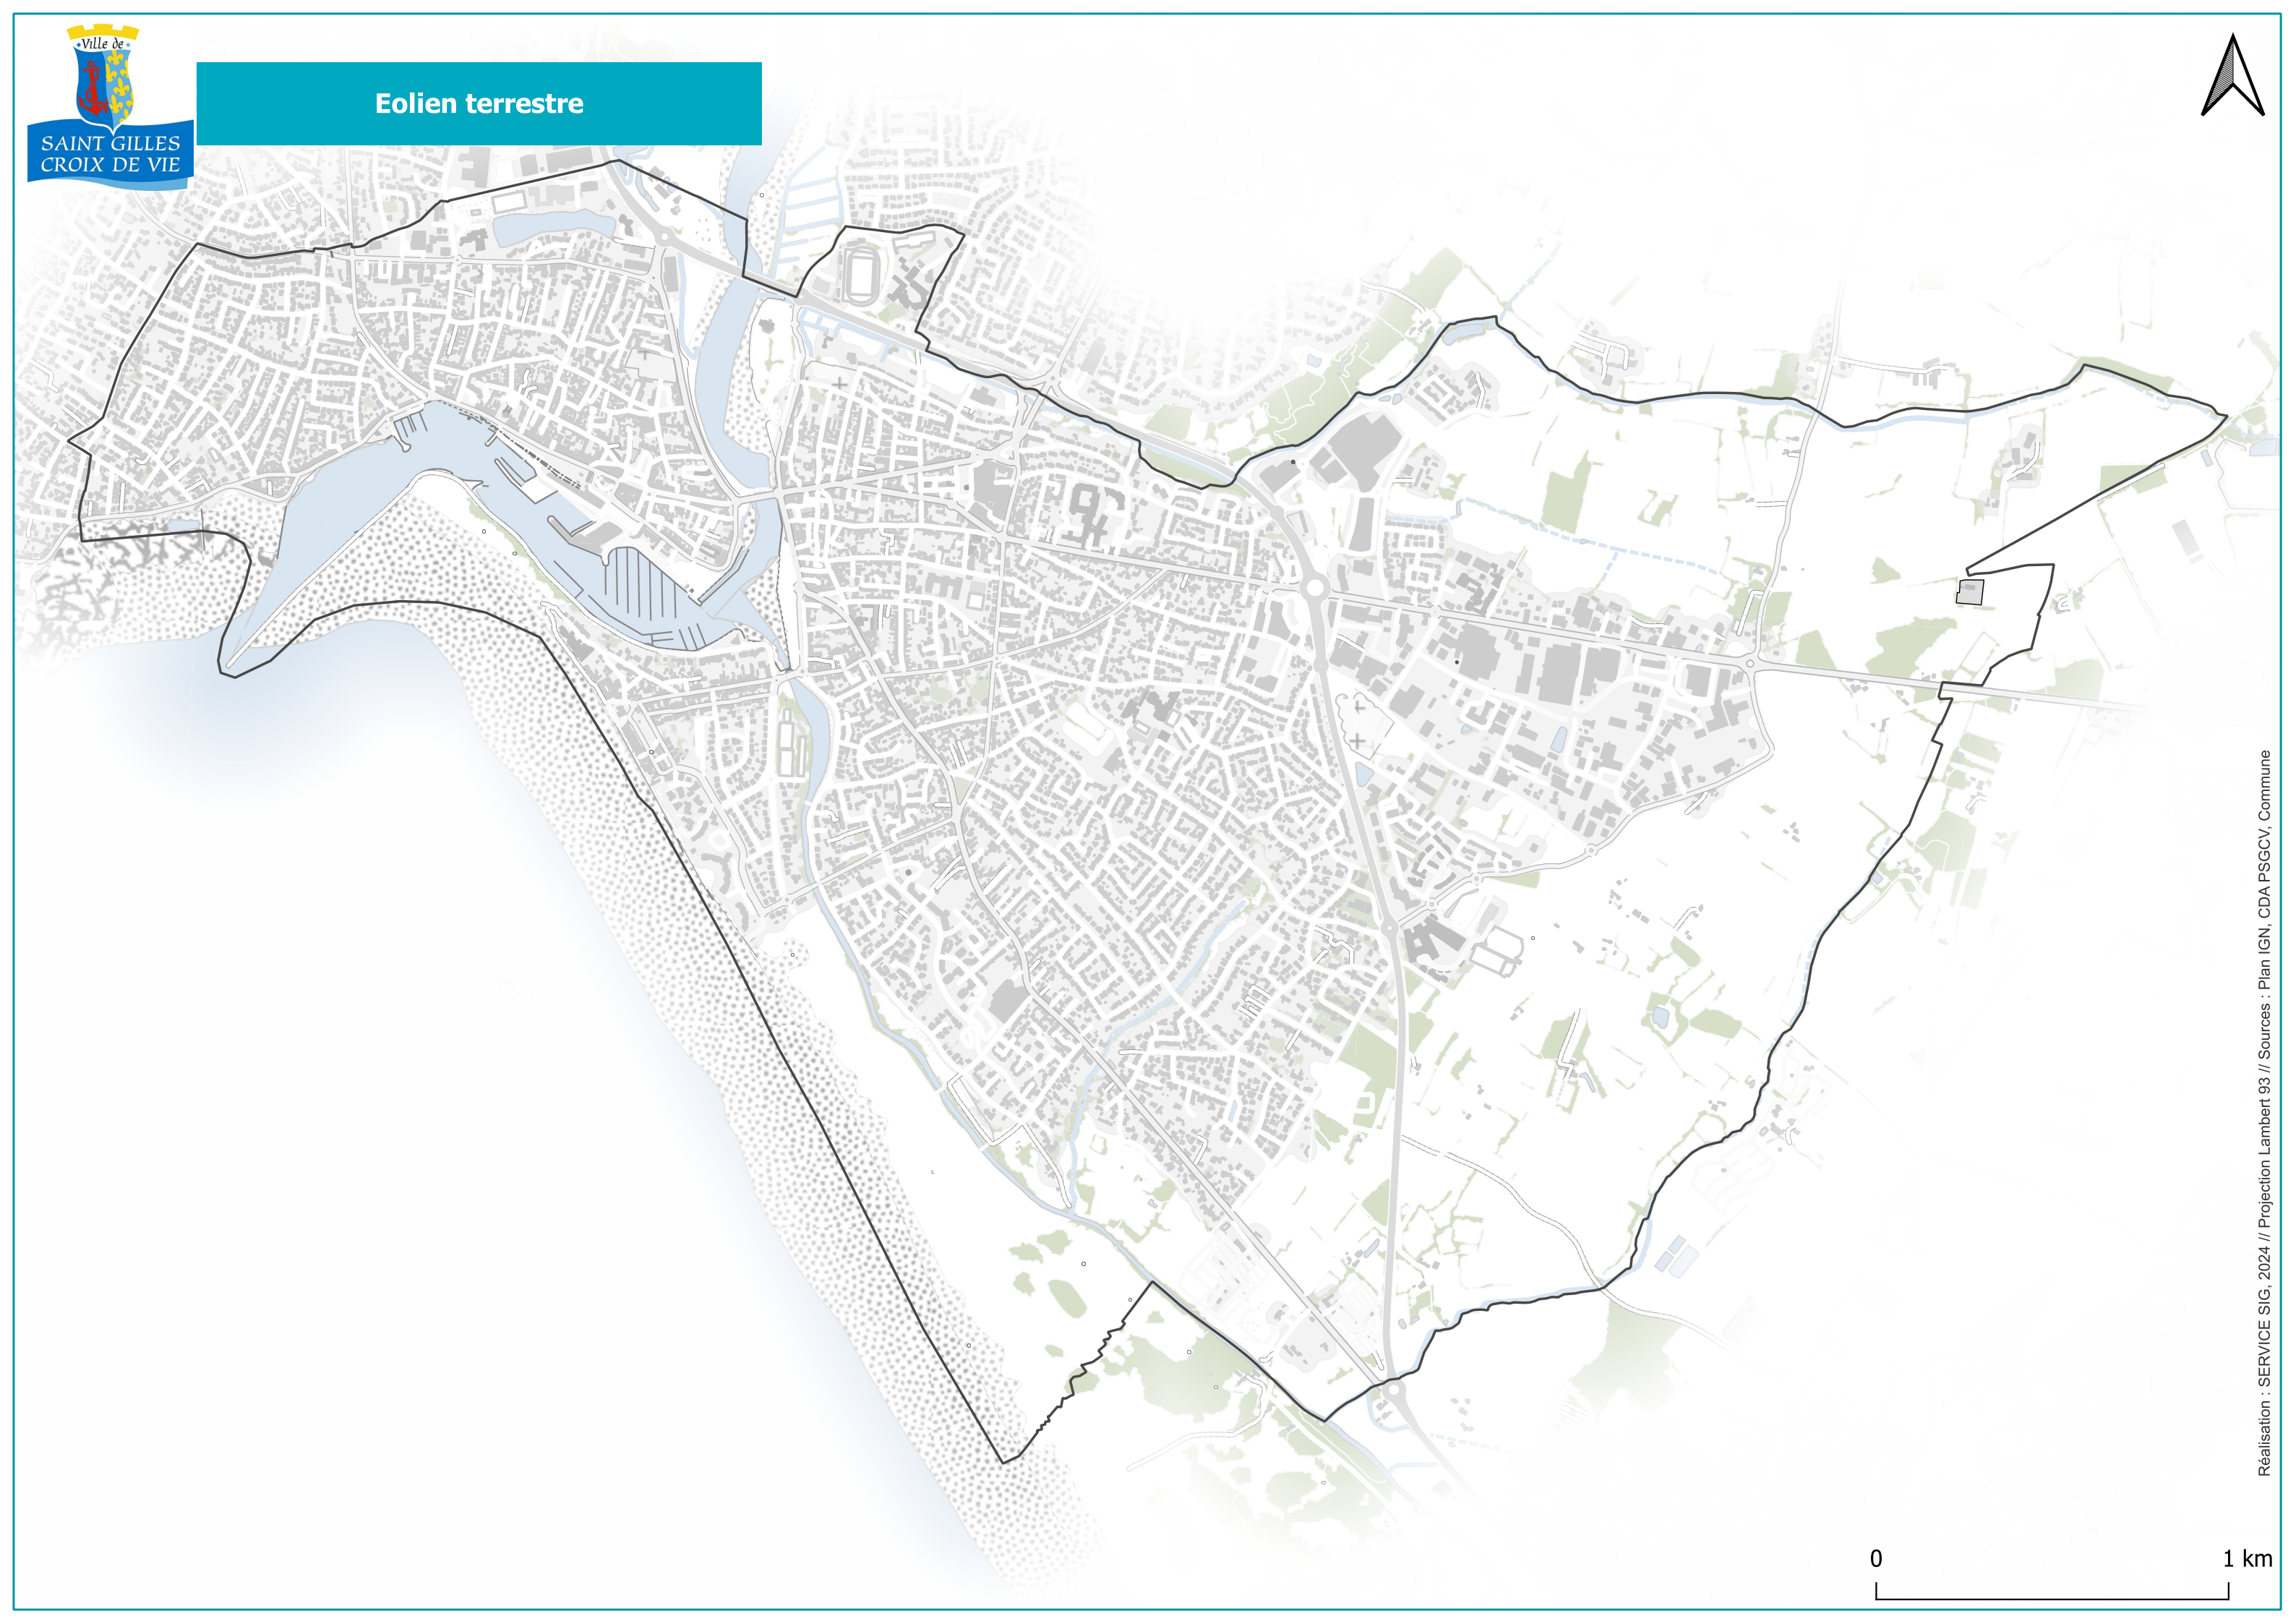 Ville de
SAINT GILLES
CROIX DE VIE
Eolien terrestre
Réalisation : SERVICE SIG, 2024 // Projection Lambert 93 // Sources : Plan IGN, CDA PSGCV, Commune
0
1 km